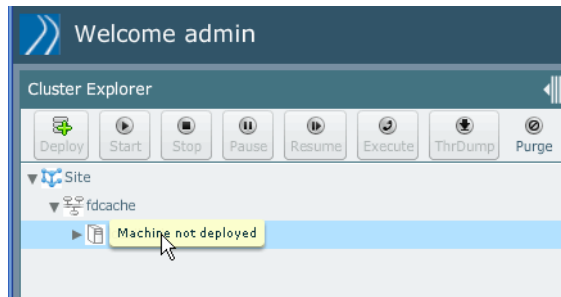 Welcome admin
Cluster Explorer
Deploy Start Stop Pause Resume Execute ThrDump Purge
Site
fdcache
Machine not deployed